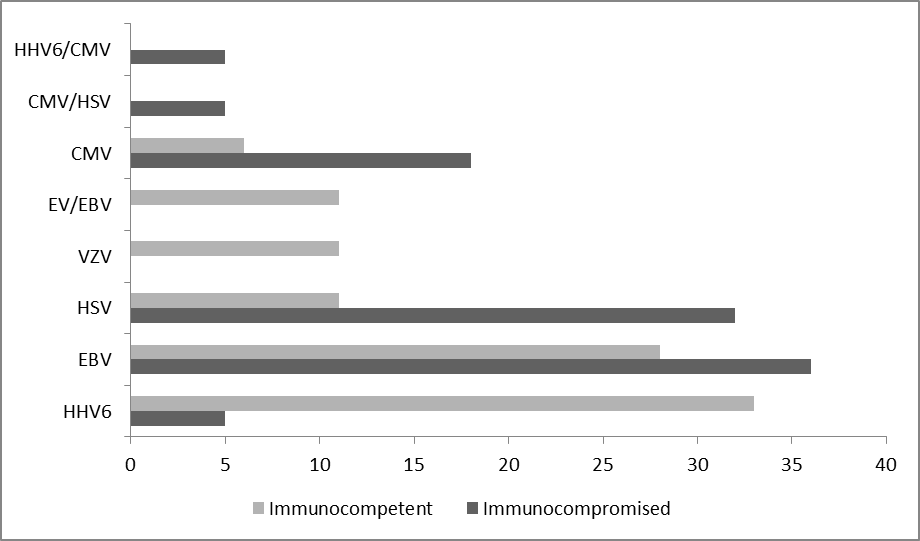 HHV6/CMV
CMV/HSV
CMV
EV/EBV
VZV
HSV
EBV
HHV6
0 5 10 15 20 25 30 35 40
Immunocompetent Immunocompromised